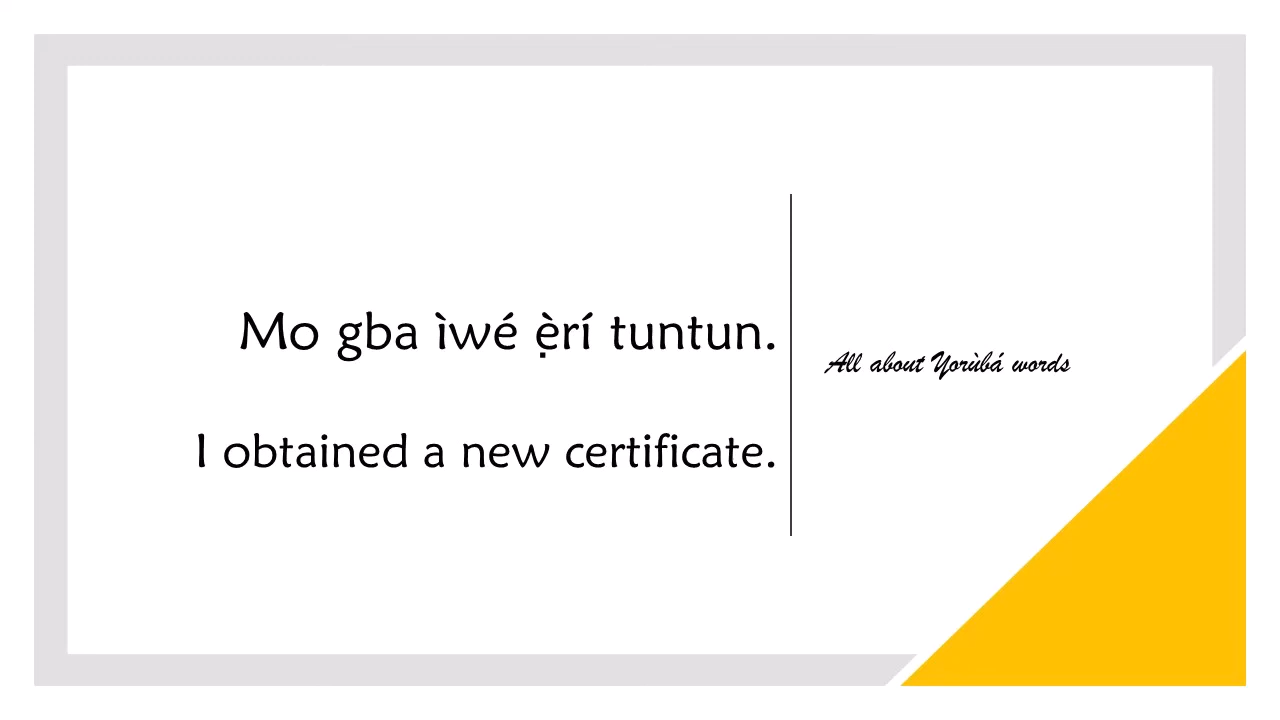 Mo gba ìwé ẹ̀rí tuntun.
I obtained a new certificate.
All about Yorùbá words